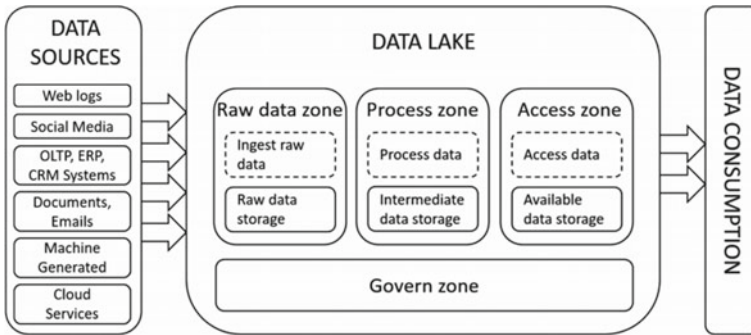 DATA
SOURCES
Web logs
Social Media
OLTP, ERP,
CRM Systems
Documents,
Emails
Machine
Generated
Cloud
Services
DATA LAKE
Raw data zone
Ingest raw
data
Raw data
storage
Process zone
Process data
Intermediate
data storage
Access zone
Access data
Available
data storage
Govern zone
DATA CONSUMPTION